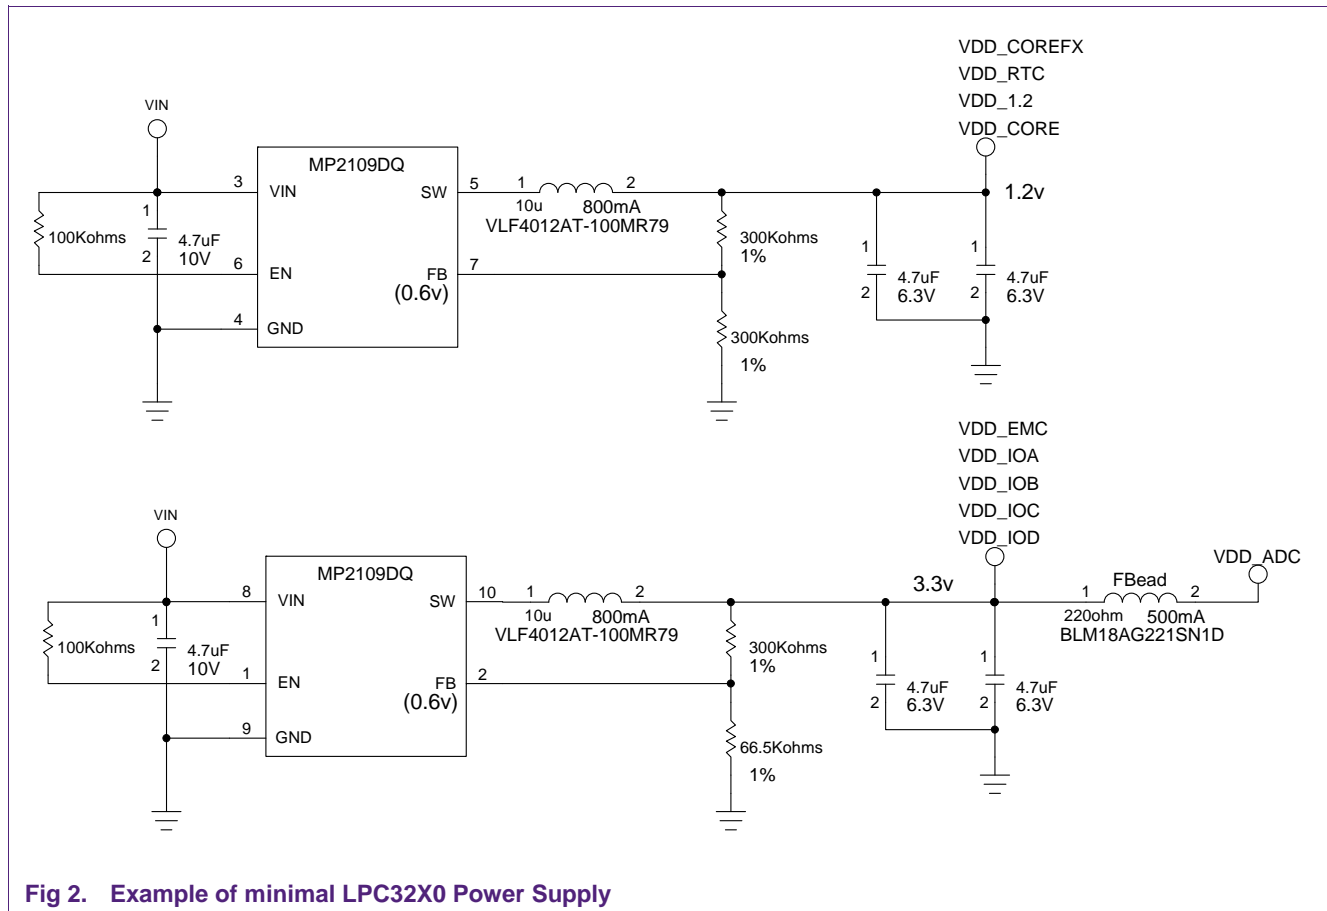 VDD_COREFX
VDD_RTC
VDD_1.2
VDD_CORE
VIN
MP2109DQ
3
VIN
SW
5
1
2
10u
800mA
VLF4012AT-100MR79
1.2v
1
2
100Kohms
4.7uF
10V
6
EN
FB
(0.6v)
7
300Kohms
1%
1
2
4.7uF
6.3V
1
2
4.7uF
6.3V
4
GND
300Kohms
1%
VDD_EMC
VDD_IOA
VDD_IOB
VDD_IOC
VDD_IOD
VIN
MP2109DQ
8
VIN
SW
10
1
2
10u
800mA
VLF4012AT-100MR79
3.3v
VDD_ADC
FBead
1
2
220ohm
500mA
BLM18AG221SN1D
1
2
100Kohms
4.7uF
10V
1
EN
FB
(0.6v)
2
300Kohms
1%
1
2
4.7uF
6.3V
1
2
4.7uF
6.3V
9
GND
66.5Kohms
1%
Fig 2. Example of minimal LPC32X0 Power Supply